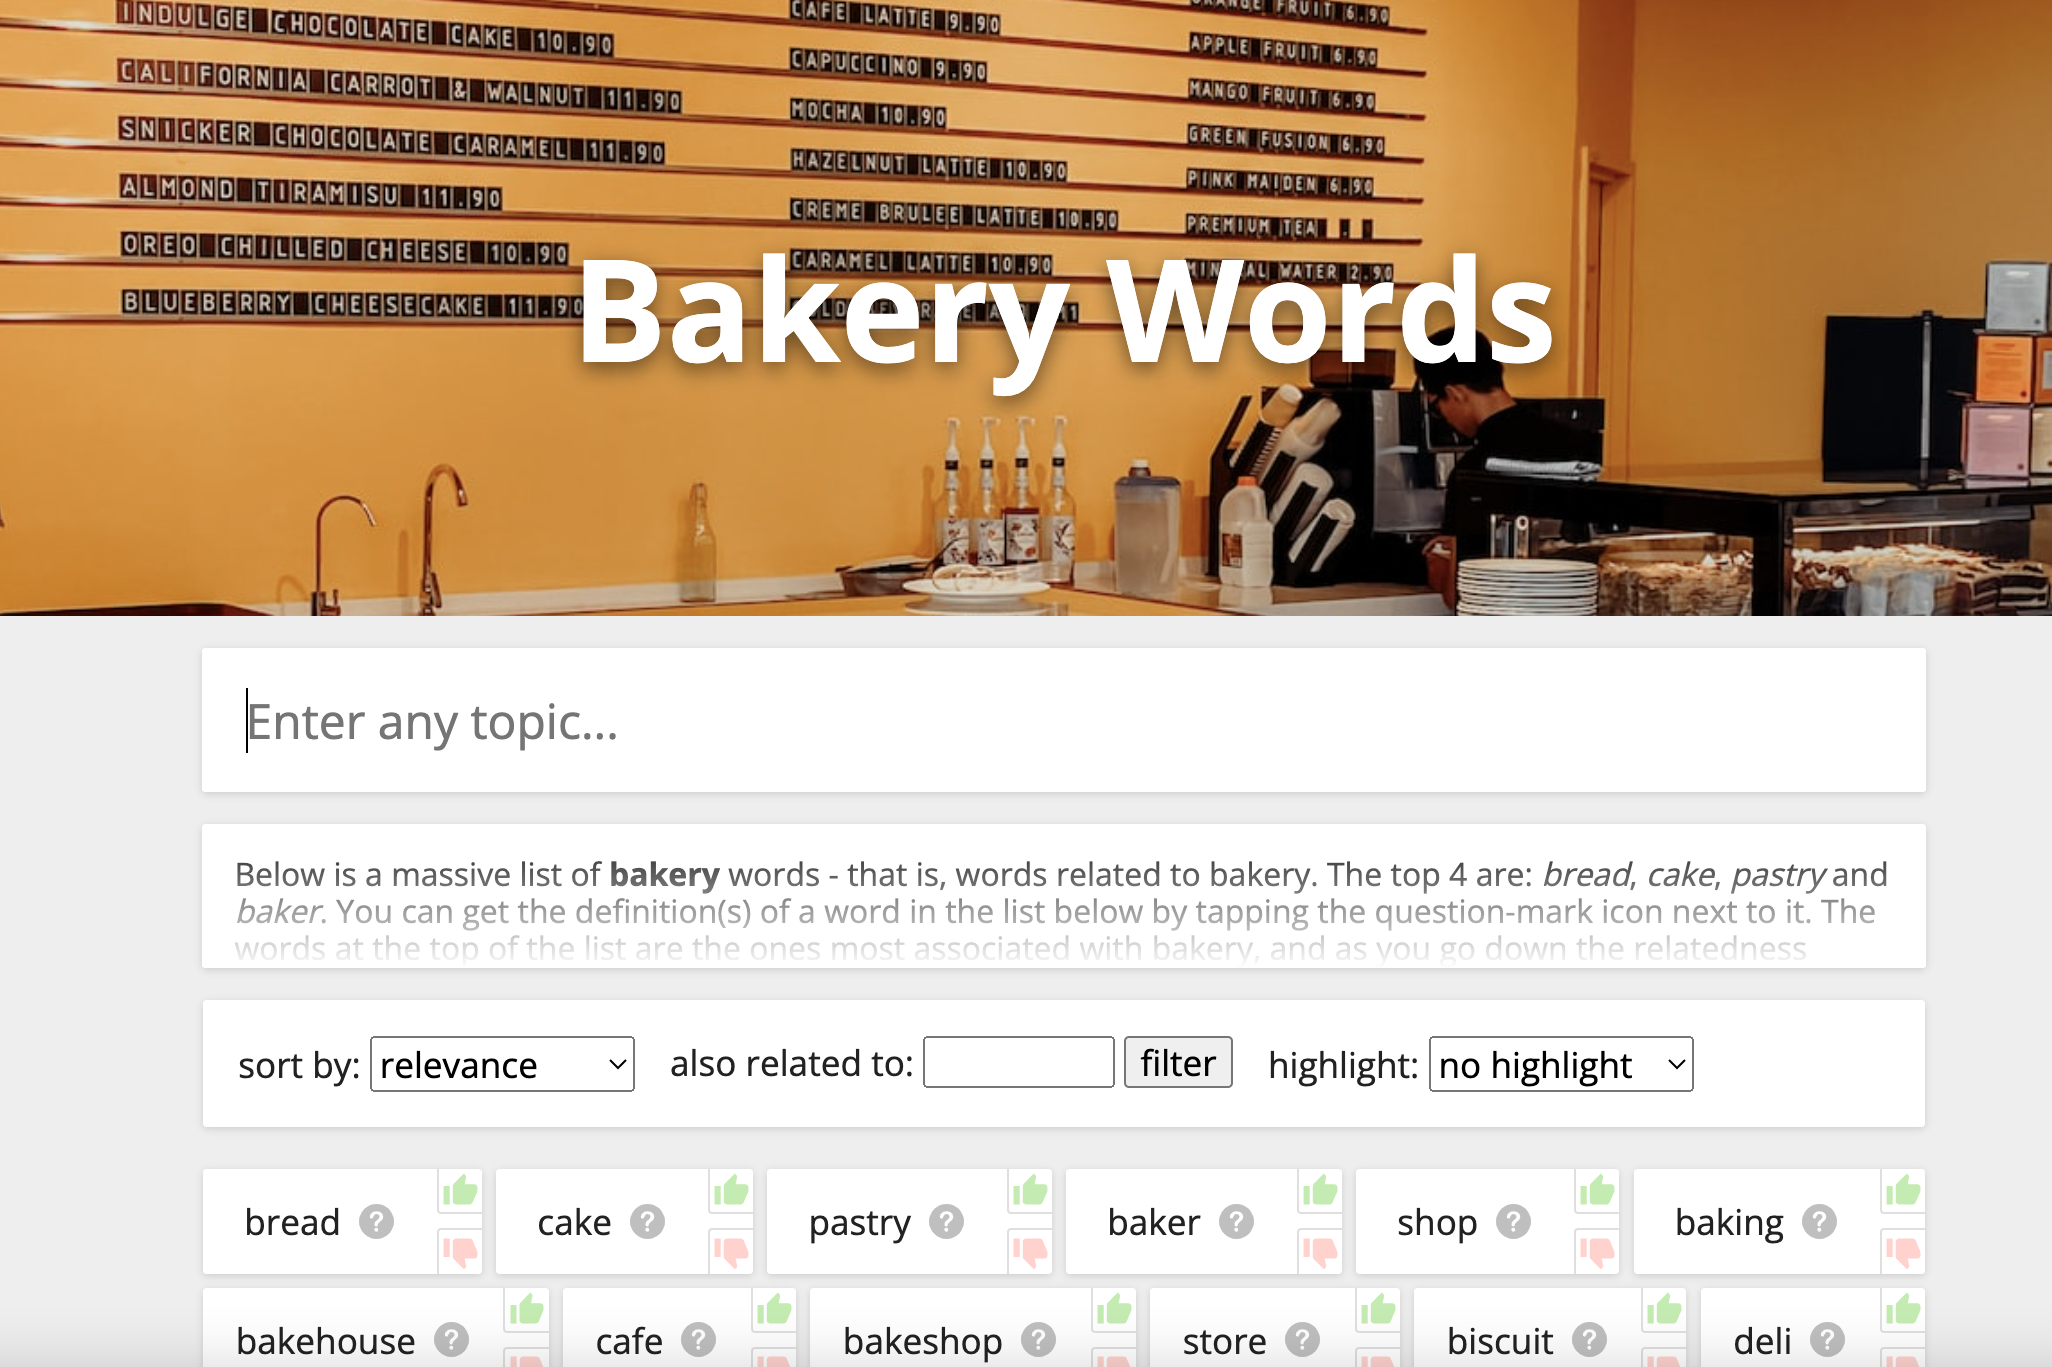 INDULGE CHOCOLATE CAKE 10.90
CALIFORNIA CARROT & WALNUT 11.90
SNICKER CHOCOLATE CARAMEL 11.90
ALMOND TIRAMISU 11.90
OREO CHILLED CHEESE 10.90
BLUEBERRY CHEESECAKE 11.90
CAFE LATTE 9.90
CAPUCCINO 9.90
MOCHA 10.90
HAZELNUT LATTE 10.90
CREME BRULEE LATTE 10.90
CARAMEL LATTE 10.90
FRUIT 6.90
APPLE FRUIT 6.90
MANGO FRUIT 6.90
GREEN FUSION 6.90
PINK MAIDEN 6.90
PREMIUM TEA . 
WATER 2.90
Bakery Words
Enter any topic...
Below is a massive list of bakery words - that is, words related to bakery. The top 4 are: bread, cake, pastry and
baker. You can get the definition(s) of a word in the list below by tapping the question-mark icon next to it. The
words at the top of the list are the ones most associated with bakery, and as you go down the relatedness
sort by: relevance also related to: filter highlight: no highlight
bread ? cake ? pastry ? baker ? shop ? baking ?
bakehouse ? cafe ? bakeshop ? store ? biscuit ? deli ?